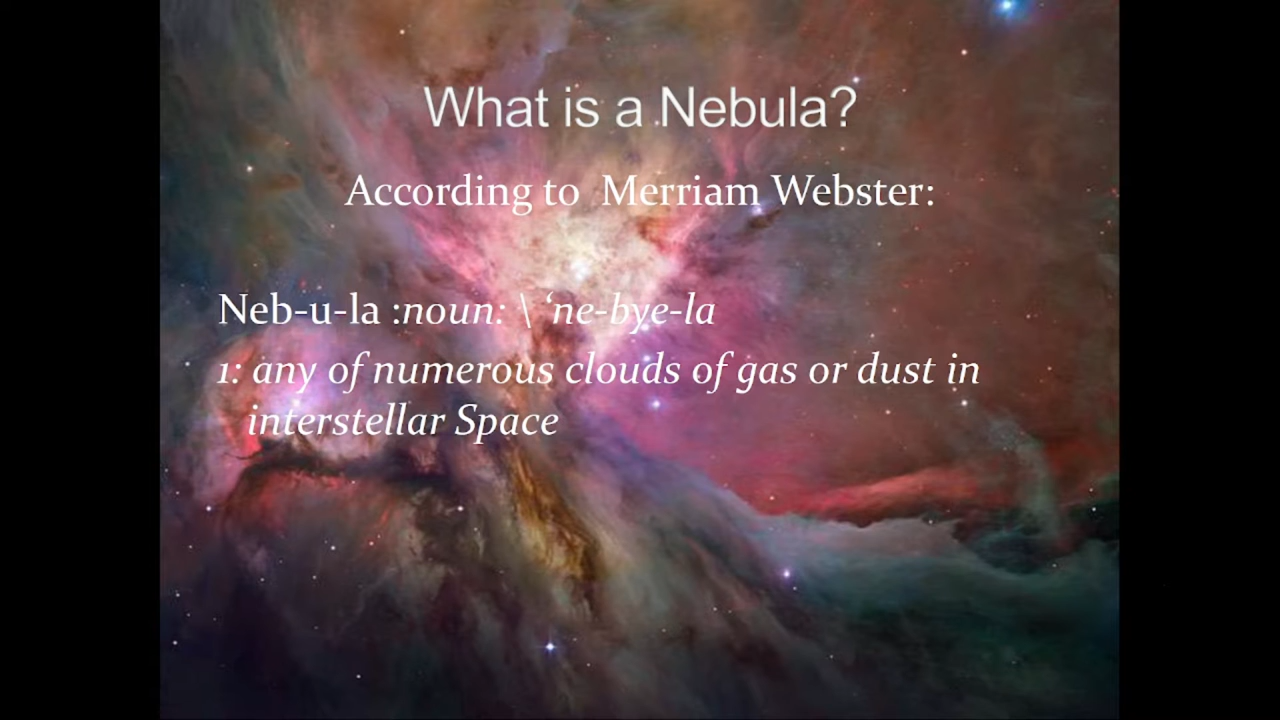 What is a Nebula?
According to  Merriam Webster:
Neb-u-la :noun: \ ‘ne-bye-la
1: any of numerous clouds of gas or dust in
interstellar Space